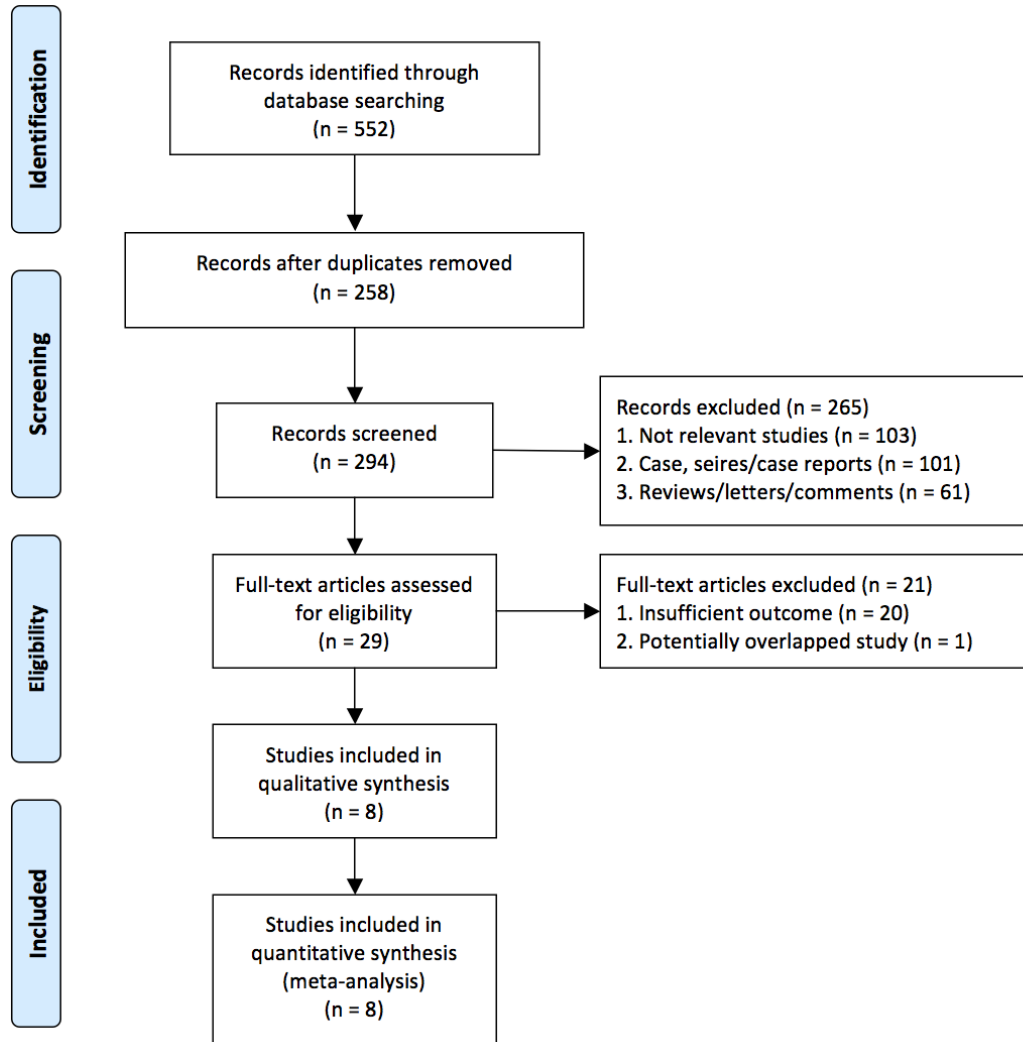 Identification
Records identified through
database searching
(n = 552)
Records after duplicates removed
(n = 258)
Screening
Records screened
(n = 294)
Records excluded (n = 265)
1. Not relevant studies (n = 103)
2. Case, seires/case reports (n = 101)
3. Reviews/letters/comments (n = 61)
Eligibility
Full-text articles assessed
for eligibility
(n = 29)
Full-text articles excluded (n = 21)
1. Insufficient outcome (n = 20)
2. Potentially overlapped study (n = 1)
Studies included in
qualitative synthesis
(n = 8)
Included
Studies included in
quantitative synthesis
(meta-analysis)
(n = 8)